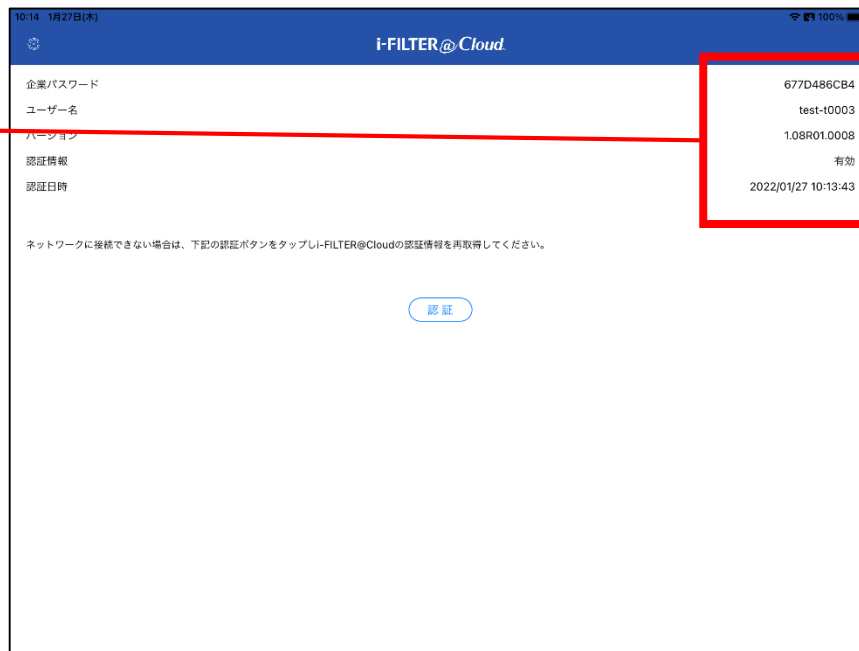 10:14 1月27日(木) 100%
i-FILTER@Cloud
企業パスワード 677D486CB4
ユーザー名 test-t0003
バージョン 1.08R01.0008
認証情報 有効
認証日時 2022/01/27 10:13:43
ネットワークに接続できない場合は、下記の認証ボタンをタップしi-FILTER@Cloudの認証情報を再取得してください。
認 証